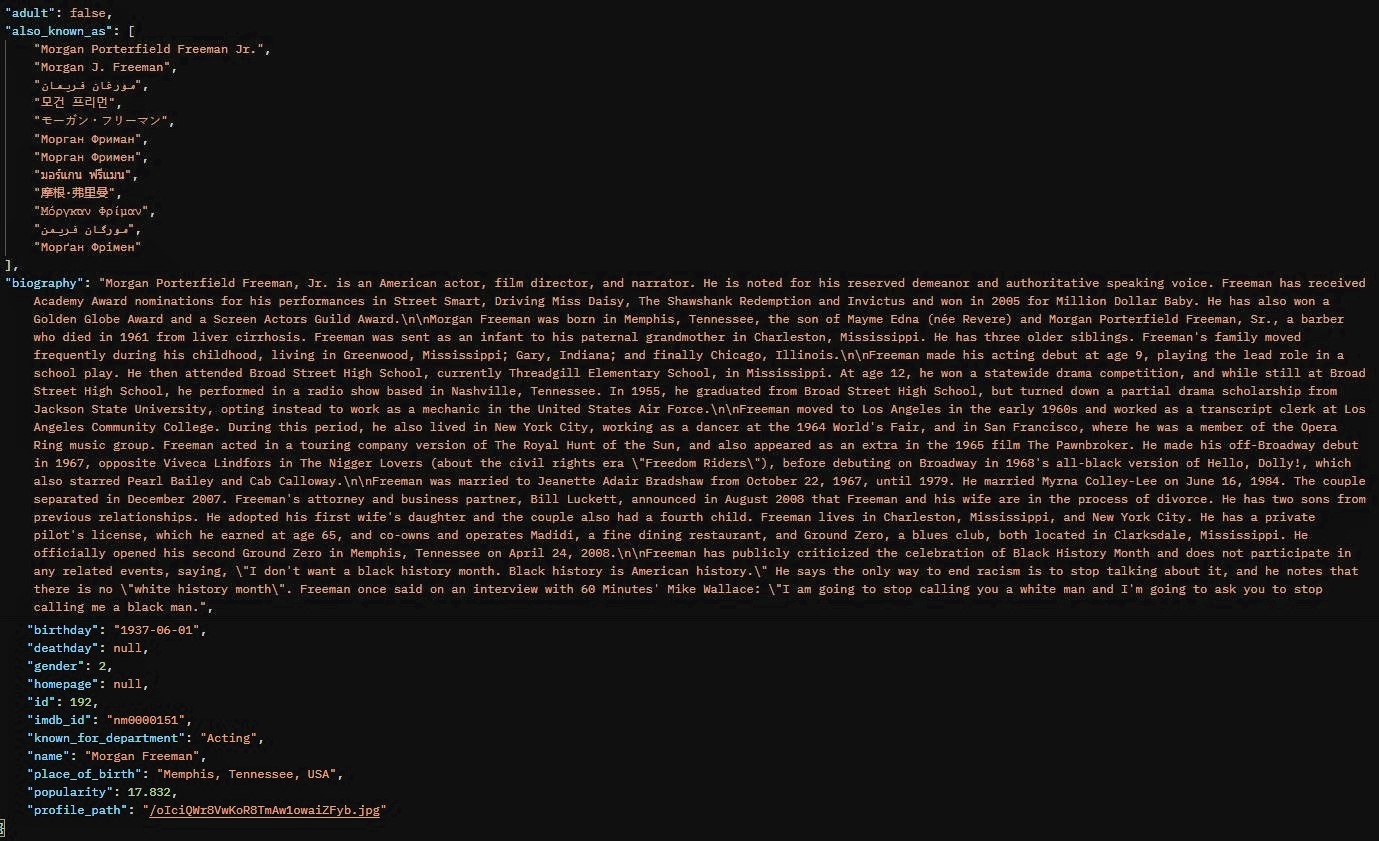 "adult": false,
"also_known_as": [
"Morgan Porterfield Freeman Jr.",
"Morgan J. Freeman",
"مورغان فريمان",
"모건 프리먼",
"モーガン・フリーマン",
"Морган Фриман",
"Морган Фримен",
"มอร์แกน ฟรีแมน",
"摩根·弗里曼",
"Μόργκαν Φρίμαν",
"مورگان فریمن",
"Морґан Фрімен"
],
"biography": "Morgan Porterfield Freeman, Jr. is an American actor, film director, and narrator. He is noted for his reserved demeanor and authoritative speaking voice. Freeman has received
Academy Award nominations for his performances in Street Smart, Driving Miss Daisy, The Shawshank Redemption and Invictus and won in 2005 for Million Dollar Baby. He has also won a
Golden Globe Award and a Screen Actors Guild Award.\n\nMorgan Freeman was born in Memphis, Tennessee, the son of Mayme Edna (née Revere) and Morgan Porterfield Freeman, Sr., a barber
who died in 1961 from liver cirrhosis. Freeman was sent as an infant to his paternal grandmother in Charleston, Mississippi. He has three older siblings. Freeman's family moved
frequently during his childhood, living in Greenwood, Mississippi; Gary, Indiana; and finally Chicago, Illinois.\n\nFreeman made his acting debut at age 9, playing the lead role in a
school play. He then attended Broad Street High School, currently Threadgill Elementary School, in Mississippi. At age 12, he won a statewide drama competition, and while still at Broad
Street High School, he performed in a radio show based in Nashville, Tennessee. In 1955, he graduated from Broad Street High School, but turned down a partial drama scholarship from
Jackson State University, opting instead to work as a mechanic in the United States Air Force.\n\nFreeman moved to Los Angeles in the early 1960s and worked as a transcript clerk at Los
Angeles Community College. During this period, he also lived in New York City, working as a dancer at the 1964 World's Fair, and in San Francisco, where he was a member of the Opera
Ring music group. Freeman acted in a touring company version of The Royal Hunt of the Sun, and also appeared as an extra in the 1965 film The Pawnbroker. He made his off-Broadway debut
in 1967, opposite Viveca Lindfors in The Nigger Lovers (about the civil rights era \"Freedom Riders\"), before debuting on Broadway in 1968's all-black version of Hello, Dolly!, which
also starred Pearl Bailey and Cab Calloway.\n\nFreeman was married to Jeanette Adair Bradshaw from October 22, 1967, until 1979. He married Myrna Colley-Lee on June 16, 1984. The couple
separated in December 2007. Freeman's attorney and business partner, Bill Luckett, announced in August 2008 that Freeman and his wife are in the process of divorce. He has two sons from
previous relationships. He adopted his first wife's daughter and the couple also had a fourth child. Freeman lives in Charleston, Mississippi, and New York City. He has a private
pilot's license, which he earned at age 65, and co-owns and operates Madidi, a fine dining restaurant, and Ground Zero, a blues club, both located in Clarksdale, Mississippi. He
officially opened his second Ground Zero in Memphis, Tennessee on April 24, 2008.\n\nFreeman has publicly criticized the celebration of Black History Month and does not participate in
any related events, saying, \"I don't want a black history month. Black history is American history.\" He says the only way to end racism is to stop talking about it, and he notes that
there is no \"white history month\". Freeman once said on an interview with 60 Minutes' Mike Wallace: \"I am going to stop calling you a white man and I'm going to ask you to stop
calling me a black man.",
"birthday": "1937-06-01",
"deathday": null,
"gender": 2,
"homepage": null,
"id": 192,
"imdb_id": "nm0000151",
"known_for_department": "Acting",
"name": "Morgan Freeman",
"place_of_birth": "Memphis, Tennessee, USA",
"popularity": 17.832,
"profile_path": "/oIciQWr8VwKoR8TmAw1owaiZFyb.jpg"
}